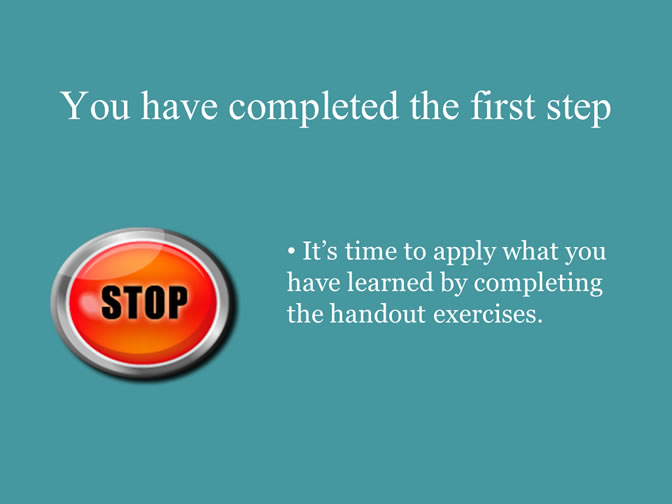 You have completed the first step
STOP
• It’s time to apply what you
have learned by completing
the handout exercises.